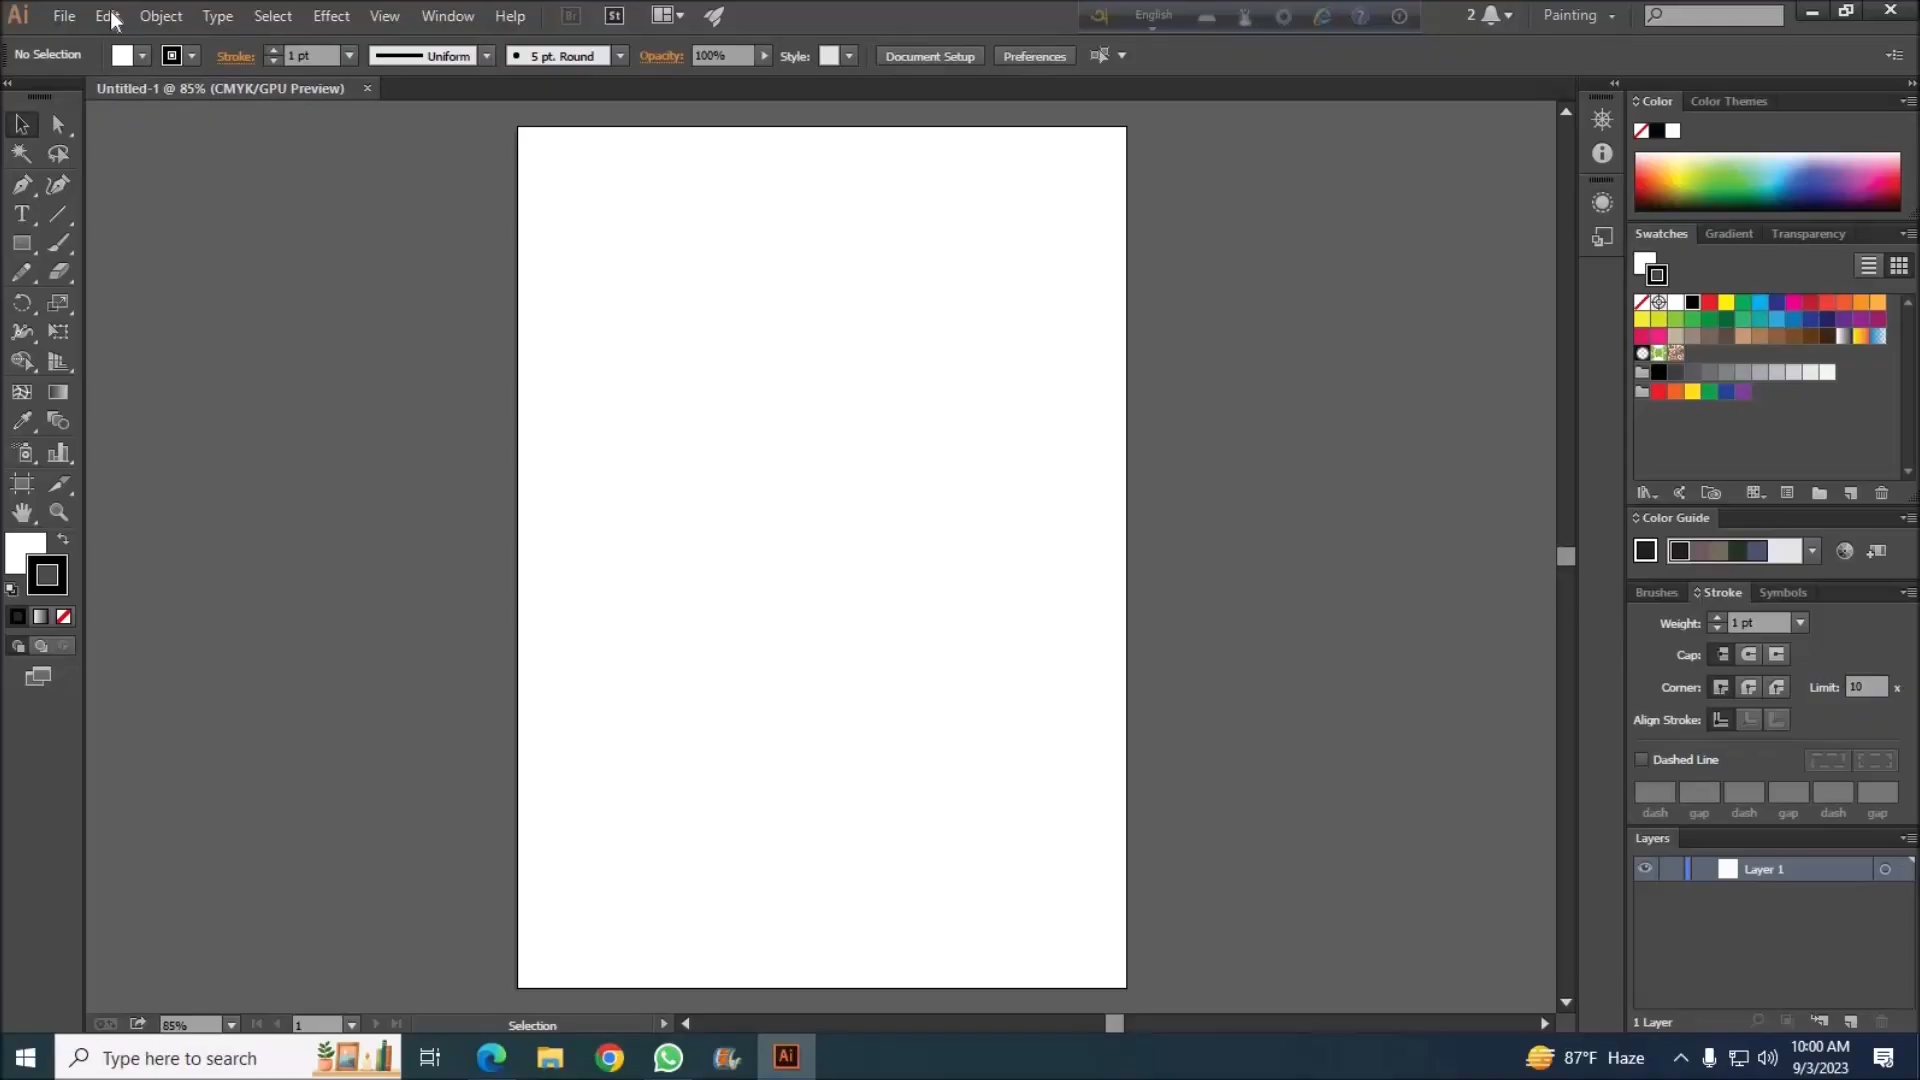 Ai File Edit Object Type Select Effect View Window Help Br St English 2 Painting
No Selection Stroke: 1 pt Uniform 5 pt. Round Opacity: 100% Style: Document Setup Preferences
Untitled-1 @ 85% (CMYK/GPU Preview) ×
Color Color Themes
Swatches Gradient Transparency
Color Guide
Brushes Stroke Symbols
Weight: 1 pt
Cap:
Corner: Limit: 10 x
Align Stroke:
Dashed Line
dash gap dash gap dash gap
Layers
Layer 1
1 Layer
85% 1 Selection
Type here to search Ai 87°F Haze 10:00 AM
9/3/2023